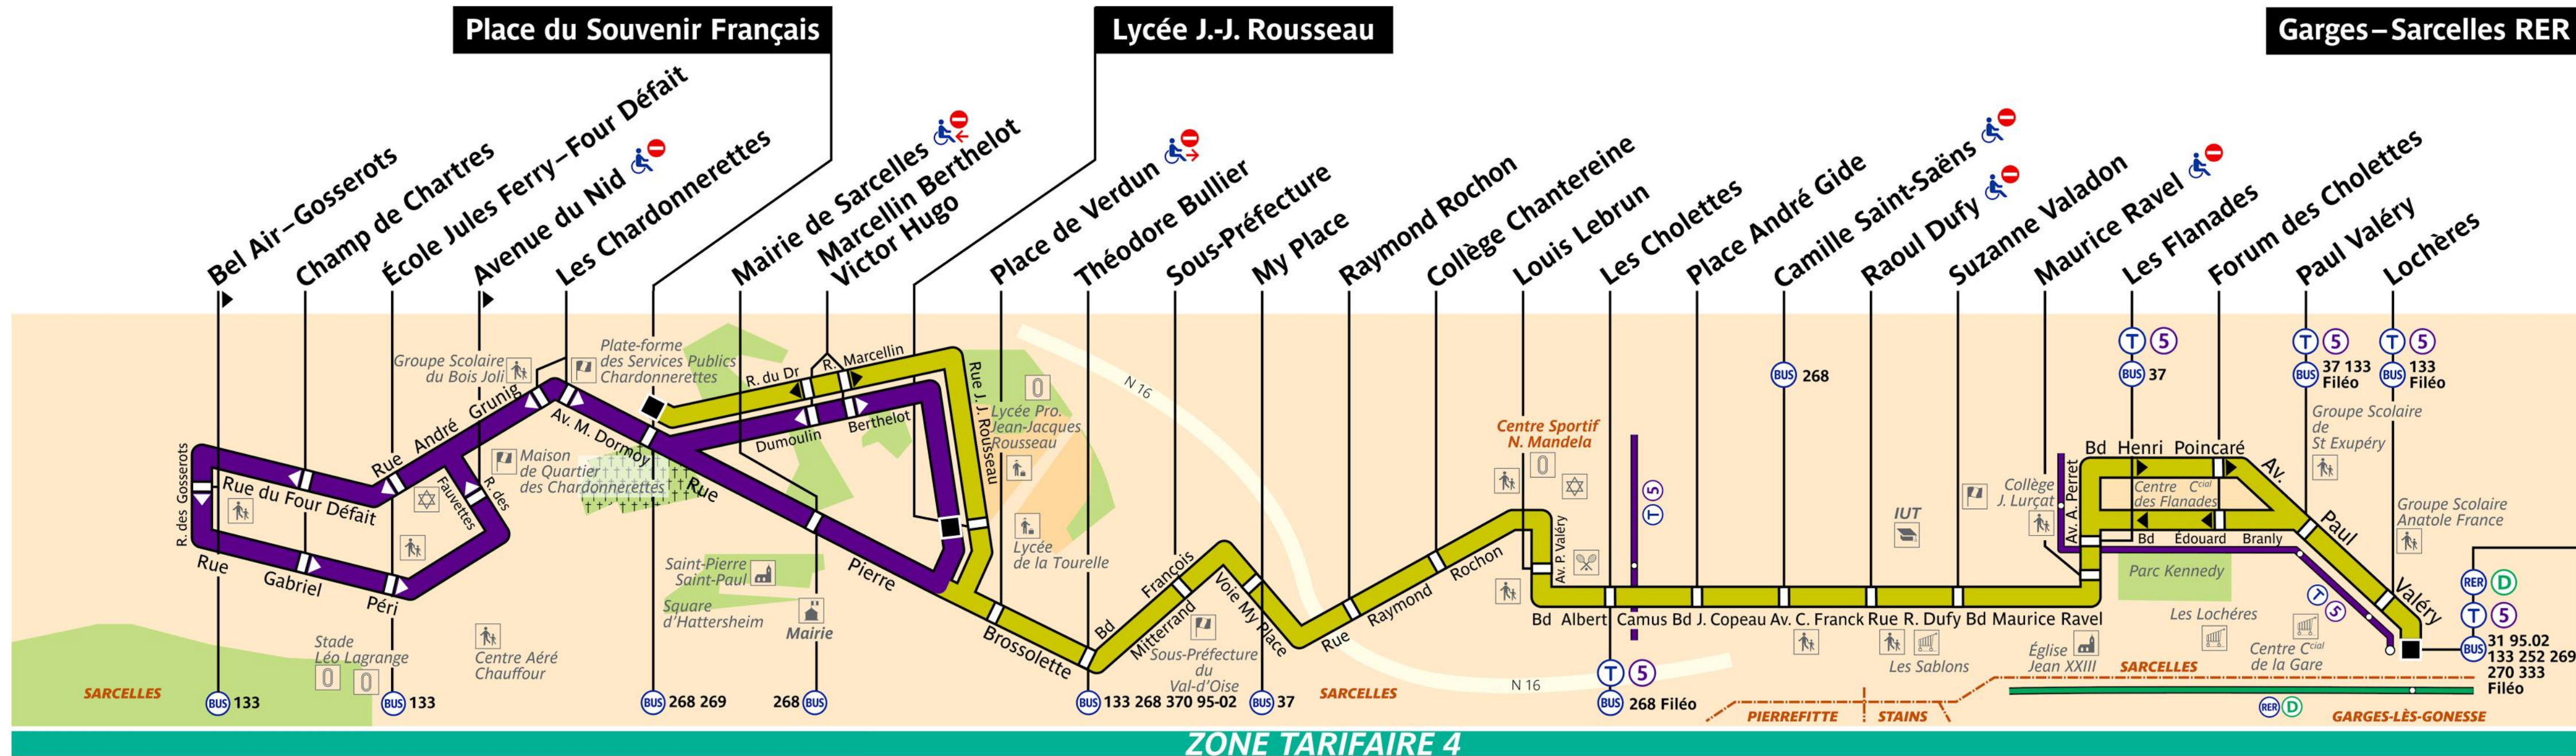 Place du Souvenir Français
Lycée J.-J. Rousseau
Garges–Sarcelles RER
Bel Air–Gosserots
Champ de Chartres
École Jules Ferry–Four Défait
Avenue du Nid
Les Chardonnerettes
Mairie de Sarcelles
Marcellin Berthelot
Victor Hugo
Place de Verdun
Théodore Bullier
Sous-Préfecture
My Place
Raymond Rochon
Collège Chantereine
Louis Lebrun
Les Cholettes
Place André Gide
Camille Saint-Saëns
Raoul Dufy
Suzanne Valadon
Maurice Ravel
Les Flanades
Forum des Cholettes
Paul Valéry
Lochères
Groupe Scolaire
du Bois Joli
Plate-forme
des Services Publics
Chardonnerettes
R. du Dr
R. Marcellin
Dumoulin
Berthelot
Rue J. J. Rousseau
Lycée Pro.
Jean-Jacques
Rousseau
Lycée
de la Tourelle
N 16
R. des Gosserots
Rue du Four Défait
Rue André Grunig
Av. M. Dormoy
Maison
de Quartier
des Chardonnerettes
R. des
Fauvettes
Rue
Gabriel
Péri
Rue
Pierre
Brossolette
Saint-Pierre
Saint-Paul
Square
d'Hattersheim
Mairie
Stade
Léo Lagrange
Centre Aéré
Chauffour
SARCELLES
BUS 133
BUS 133
BUS 268 269
268 BUS
BUS 133 268 370 95-02
BUS 37
Bd
François
Mitterrand
Voie My Place
Sous-Préfecture
du
Val-d'Oise
Rue
Raymond
Rochon
SARCELLES
N 16
Centre Sportif
N. Mandela
Av. P. Valéry
T 5
Bd Albert Camus
Bd J. Copeau
Av. C. Franck
Rue R. Dufy
Bd Maurice Ravel
T 5
BUS 268 Filéo
BUS 268
IUT
Les Sablons
Collège
J. Lurçat
Av. A. Perret
Église
Jean XXIII
T 5
BUS 37
Bd Henri Poincaré
Centre Ccial
des Flanades
Bd Édouard Branly
Parc Kennedy
Av.
Paul
Valéry
T 5
BUS 37 133
Filéo
T 5
BUS 133
Filéo
Groupe Scolaire
de
St Exupéry
Groupe Scolaire
Anatole France
T 5
Les Lochéres
Centre Ccial
de la Gare
RER D
T 5
BUS 31 95.02
133 252 269
270 333
Filéo
SARCELLES
PIERREFITTE
STAINS
RER D
GARGES-LÈS-GONESSE
ZONE TARIFAIRE 4